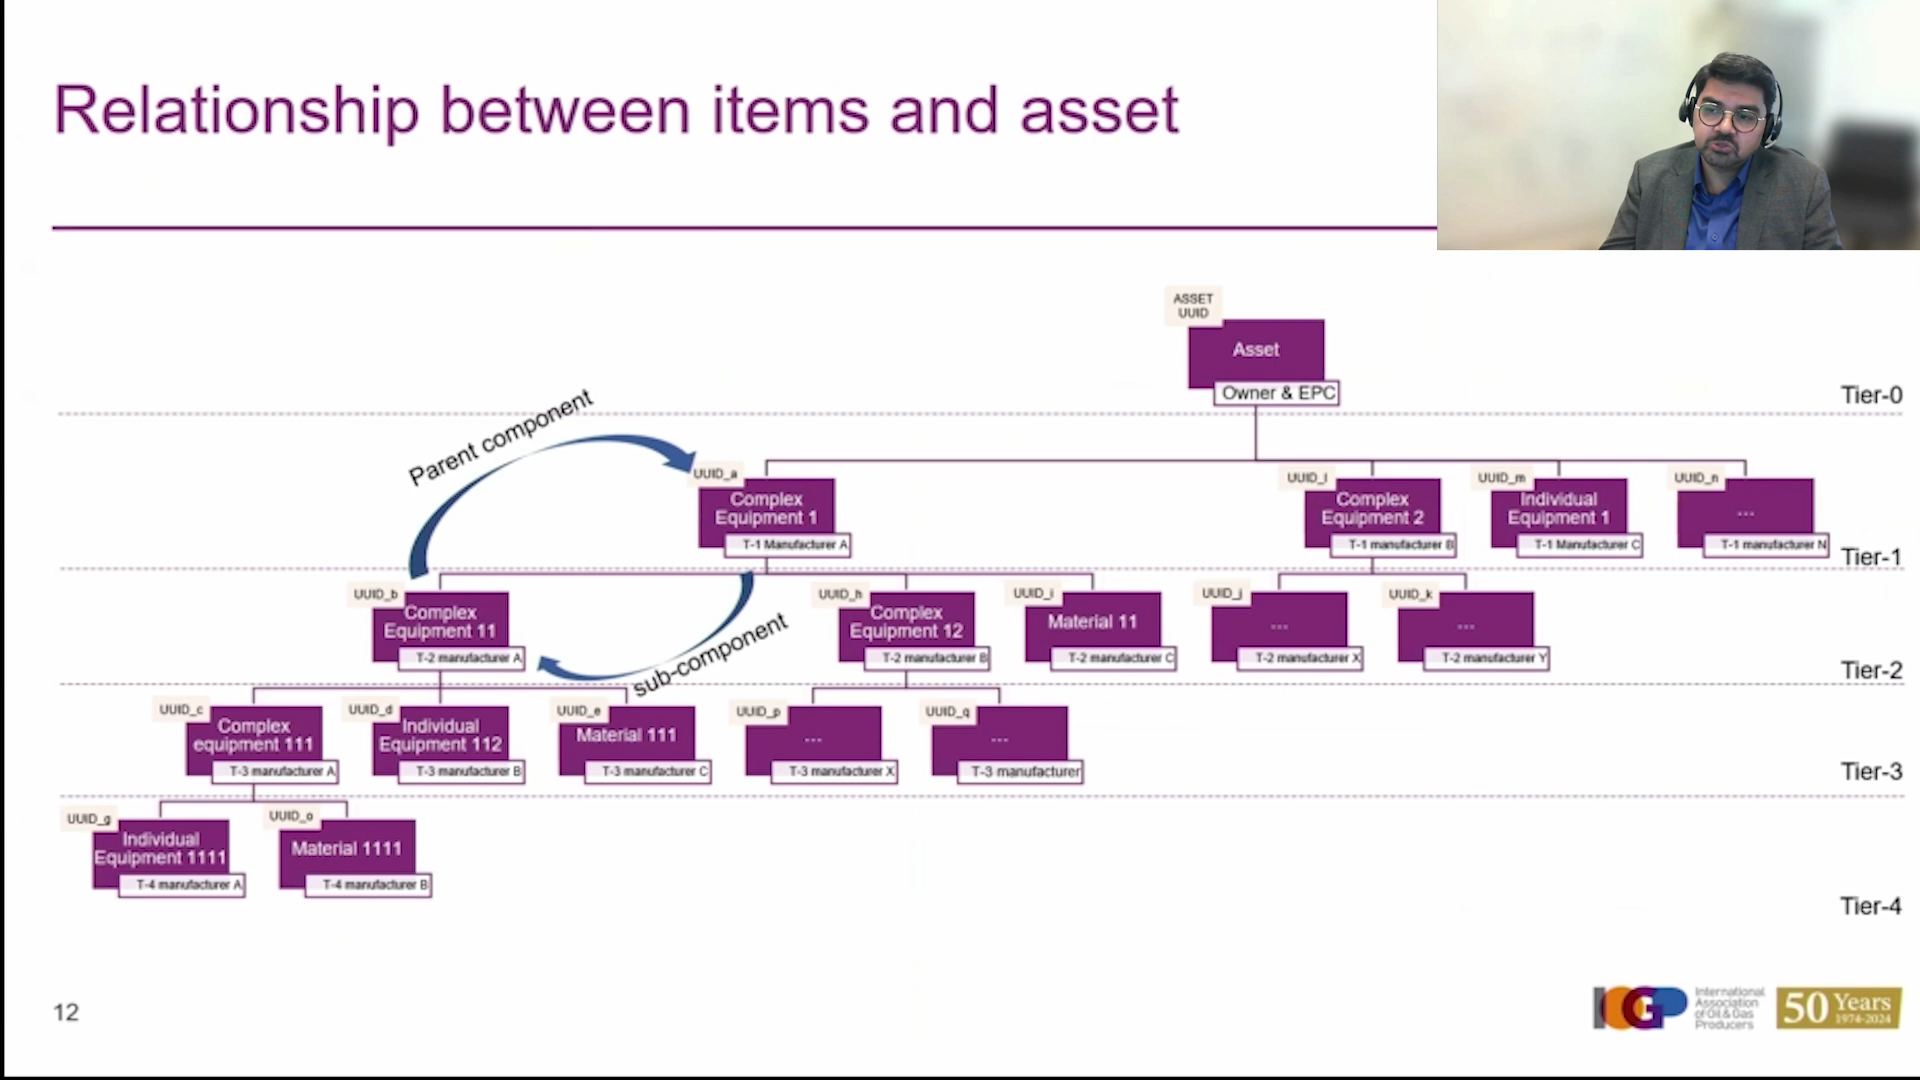 Relationship between items and asset
ASSET
UUID
Asset
Owner & EPC
Tier-0
Parent component
UUID_a
Complex
Equipment 1
T-1 Manufacturer A
UUID_l
Complex
Equipment 2
T-1 manufacturer B
UUID_m
Individual
Equipment 1
T-1 Manufacturer C
UUID_n
...
T-1 manufacturer N
Tier-1
UUID_b
Complex
Equipment 11
T-2 manufacturer A
sub-component
UUID_h
Complex
Equipment 12
T-2 manufacturer B
UUID_i
Material 11
T-2 manufacturer C
UUID_j
...
T-2 manufacturer X
UUID_k
...
T-2 manufacturer Y
Tier-2
UUID_c
Complex
equipment 111
T-3 manufacturer A
UUID_d
Individual
Equipment 112
T-3 manufacturer B
UUID_e
Material 111
T-3 manufacturer C
UUID_p
...
T-3 manufacturer X
UUID_q
...
T-3 manufacturer
Tier-3
UUID_g
Individual
Equipment 1111
T-4 manufacturer A
UUID_o
Material 1111
T-4 manufacturer B
Tier-4
12
IOGP
International
Association
of Oil & Gas
Producers
50 Years
1974-2024